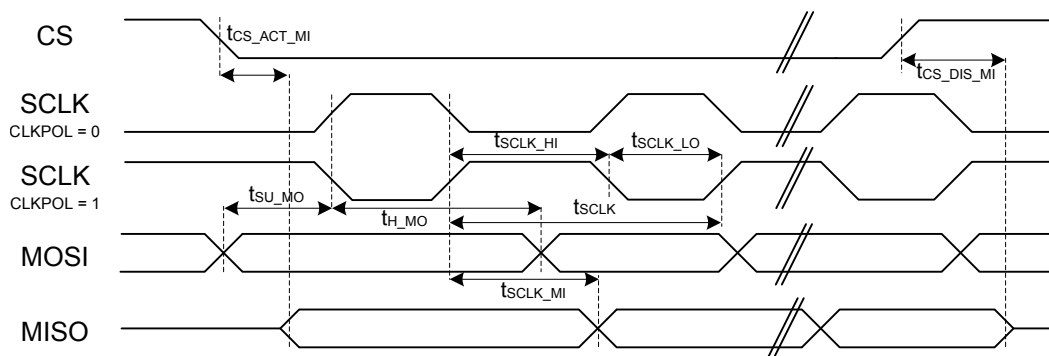 CS
tCS_ACT_MI
tCS_DIS_MI
SCLK
CLKPOL = 0
tSCLK_HI
tSCLK_LO
SCLK
CLKPOL = 1
tSU_MO
tH_MO
tSCLK
MOSI
tSCLK_MI
MISO